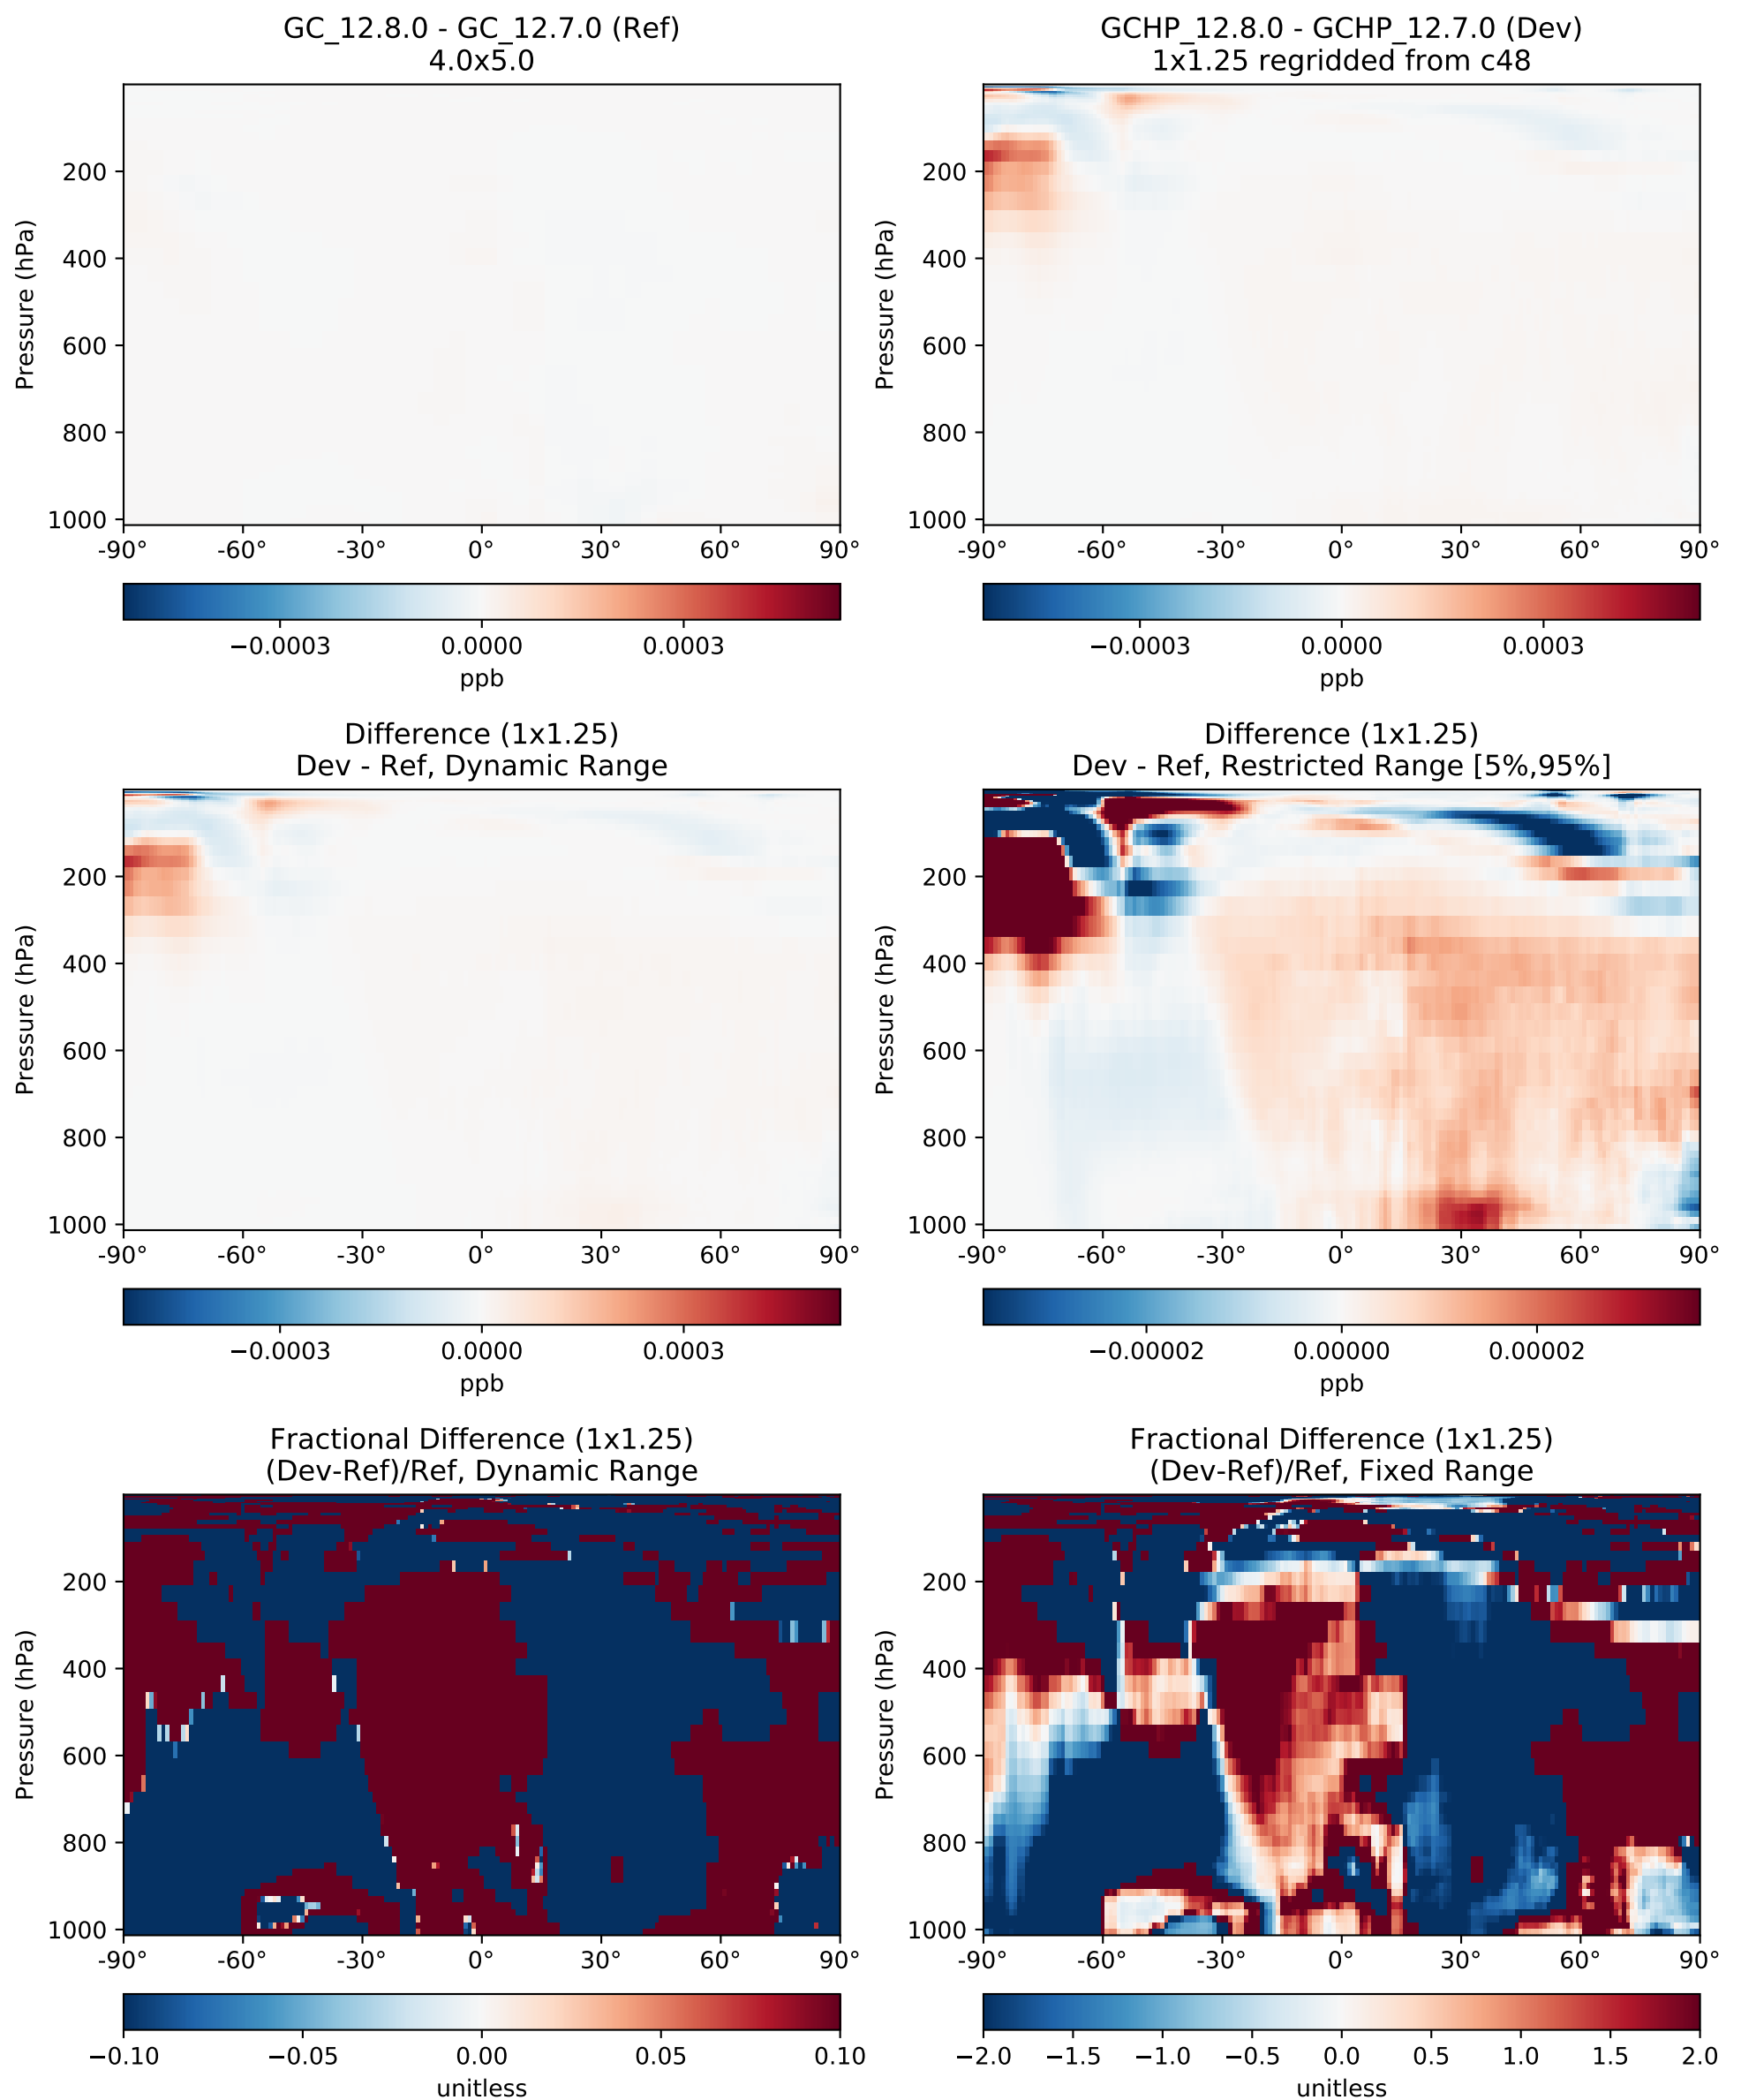 GC_12.8.0 - GC_12.7.0 (Ref)
4.0x5.0
Pressure (hPa)
200
400
600
800
1000
-90° -60° -30° 0° 30° 60° 90°
−0.0003 0.0000 0.0003
ppb
GCHP_12.8.0 - GCHP_12.7.0 (Dev)
1x1.25 regridded from c48
Pressure (hPa)
200
400
600
800
1000
-90° -60° -30° 0° 30° 60° 90°
−0.0003 0.0000 0.0003
ppb
Difference (1x1.25)
Dev - Ref, Dynamic Range
Pressure (hPa)
200
400
600
800
1000
-90° -60° -30° 0° 30° 60° 90°
−0.0003 0.0000 0.0003
ppb
Difference (1x1.25)
Dev - Ref, Restricted Range [5%,95%]
Pressure (hPa)
200
400
600
800
1000
-90° -60° -30° 0° 30° 60° 90°
−0.00002 0.00000 0.00002
ppb
Fractional Difference (1x1.25)
(Dev-Ref)/Ref, Dynamic Range
Pressure (hPa)
200
400
600
800
1000
-90° -60° -30° 0° 30° 60° 90°
−0.10 −0.05 0.00 0.05 0.10
unitless
Fractional Difference (1x1.25)
(Dev-Ref)/Ref, Fixed Range
Pressure (hPa)
200
400
600
800
1000
-90° -60° -30° 0° 30° 60° 90°
−2.0 −1.5 −1.0 −0.5 0.0 0.5 1.0 1.5 2.0
unitless